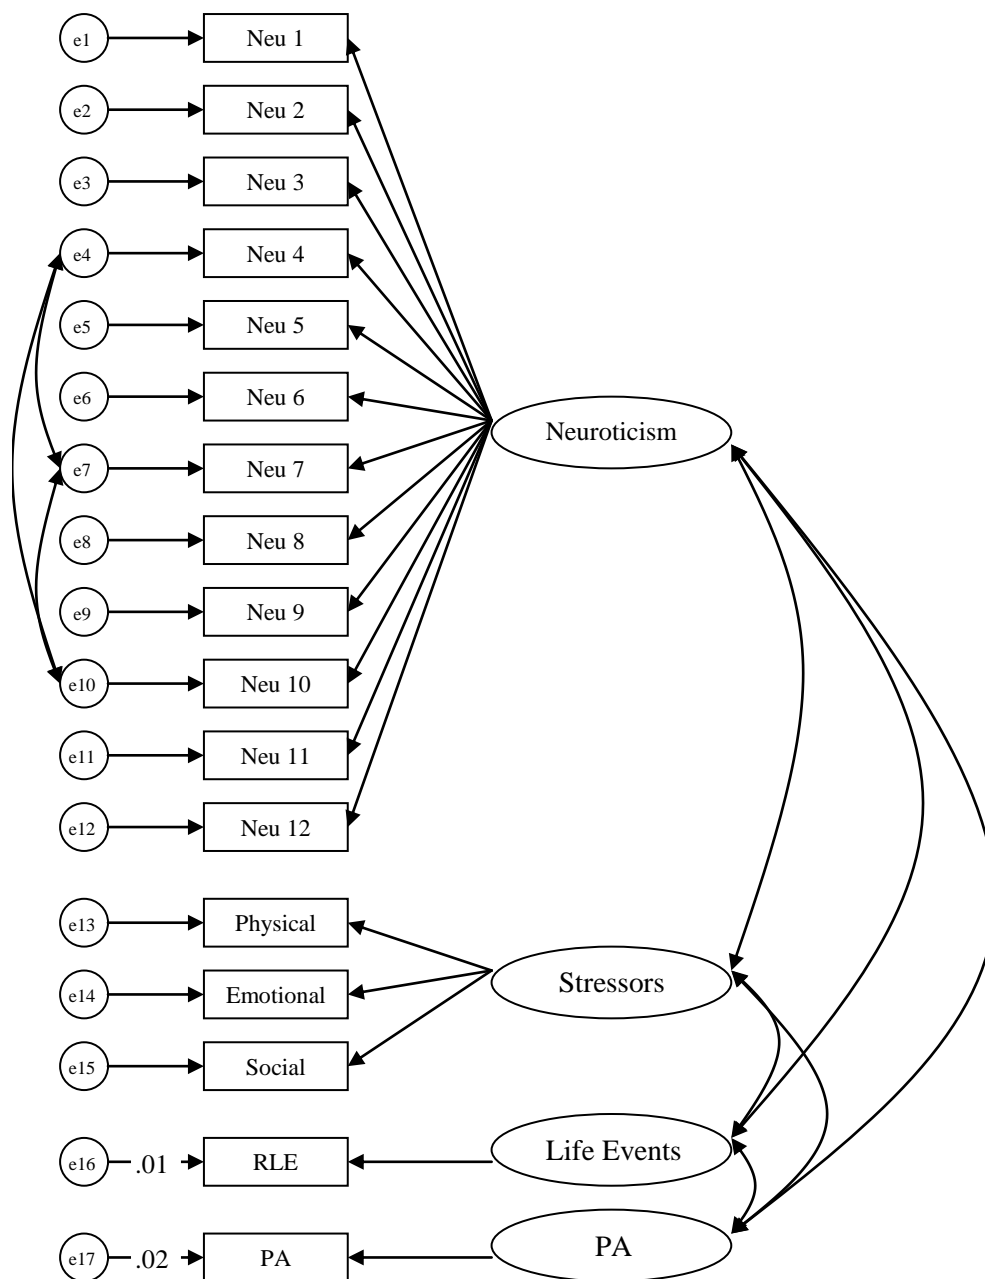 e1 Neu 1
e2 Neu 2
e3 Neu 3
e4 Neu 4
e5 Neu 5
e6 Neu 6
Neuroticism
e7 Neu 7
e8 Neu 8
e9 Neu 9
e10 Neu 10
e11 Neu 11
e12 Neu 12
e13 Physical
e14 Emotional
Stressors
e15 Social
e16 .01 RLE
Life Events
e17 .02 PA
PA